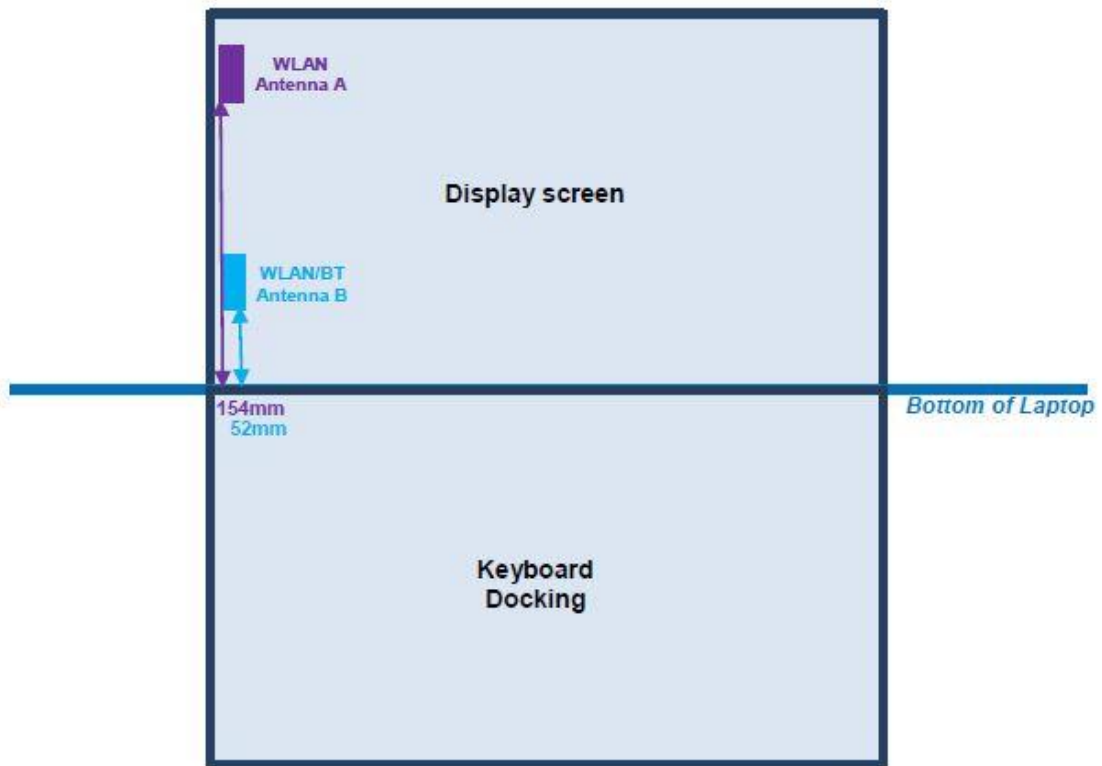 WLAN
Antenna A
Display screen
WLAN/BT
Antenna B
154mm
52mm
Bottom of Laptop
Keyboard
Docking